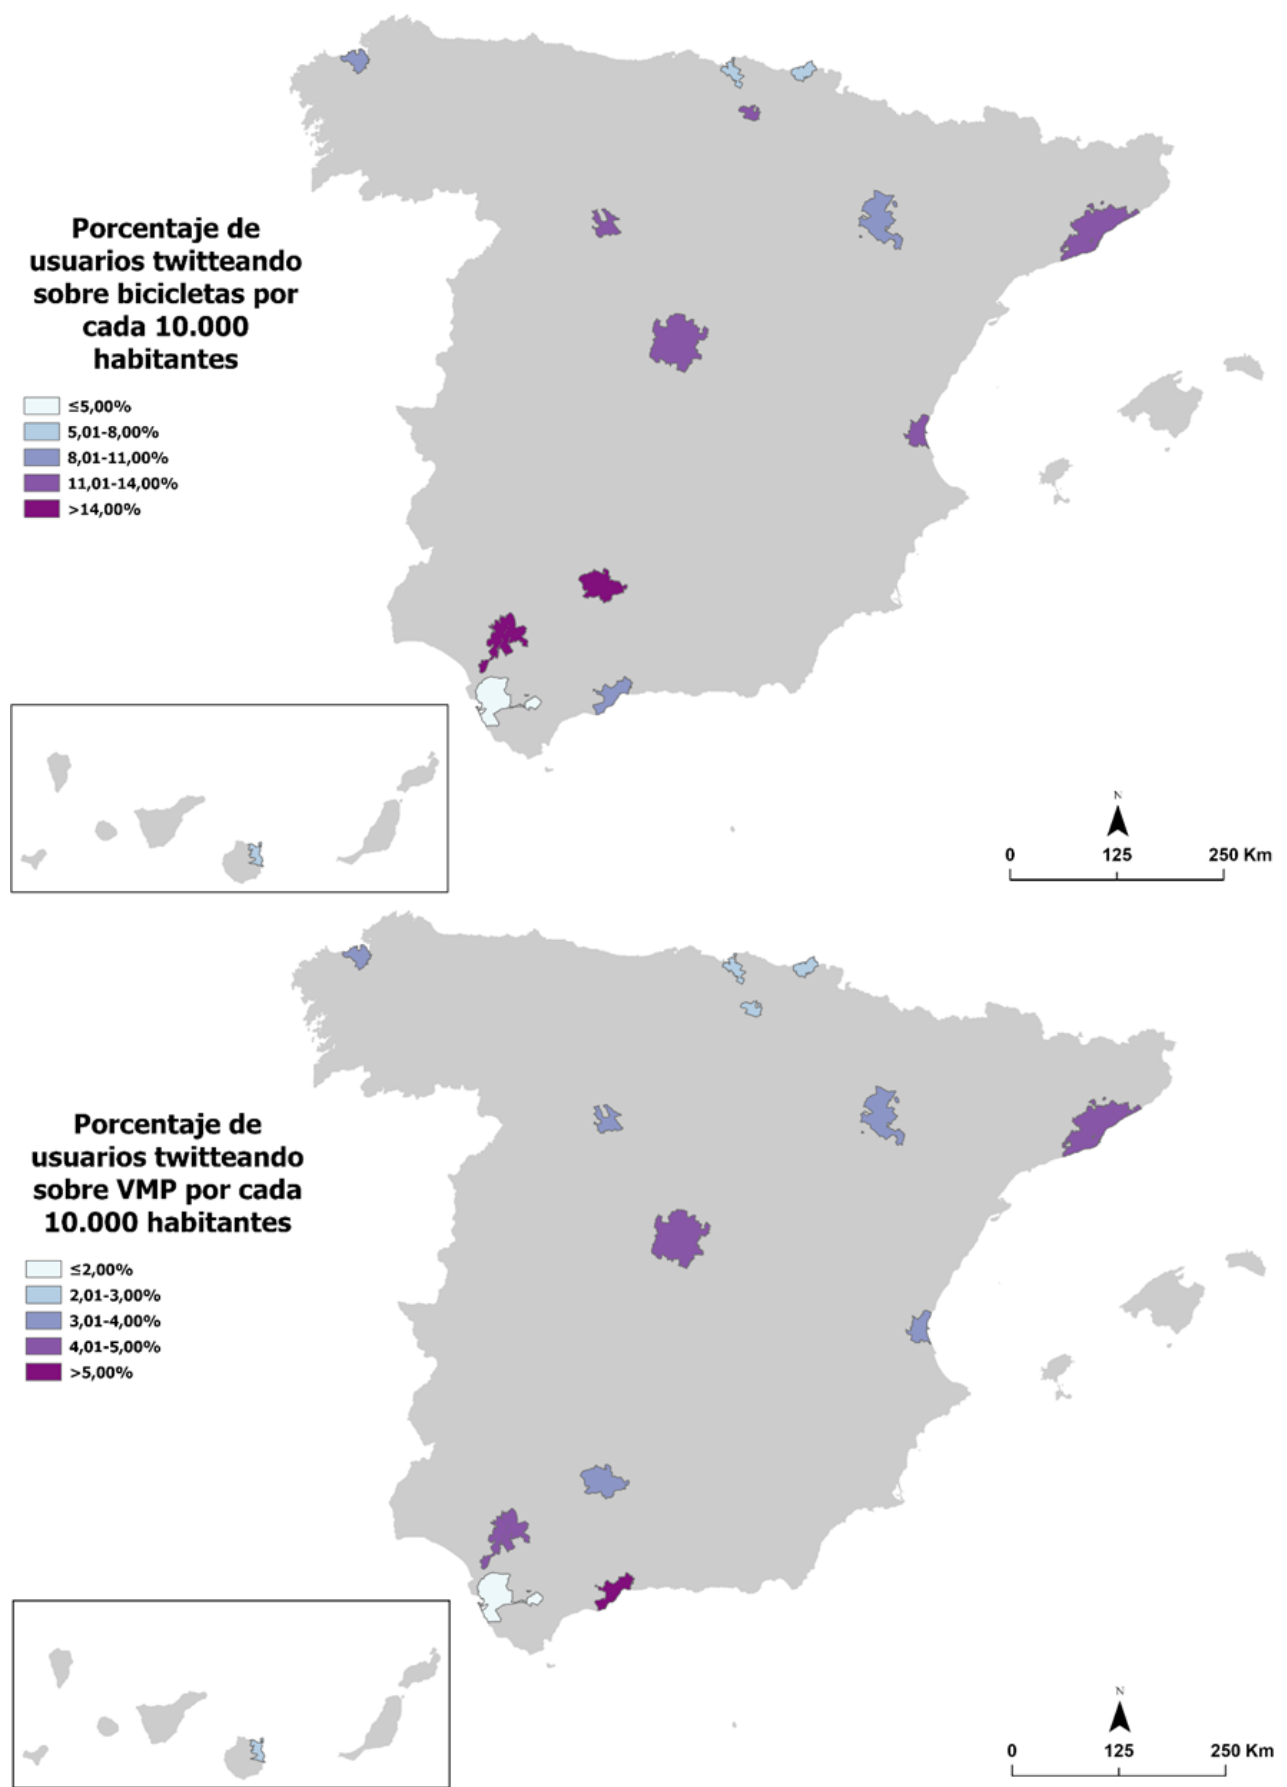 Porcentaje de
usuarios twitteando
sobre bicicletas por
cada 10.000
habitantes
≤5,00%
5,01-8,00%
8,01-11,00%
11,01-14,00%
>14,00%
N
0 125 250 Km
Porcentaje de
usuarios twitteando
sobre VMP por cada
10.000 habitantes
≤2,00%
2,01-3,00%
3,01-4,00%
4,01-5,00%
>5,00%
N
0 125 250 Km